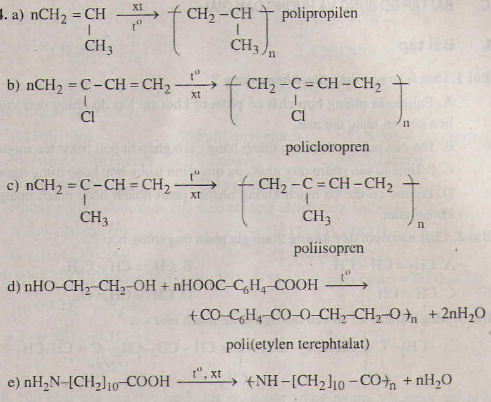 4. a) nCH₂ = CH xt t° ( CH₂ – CH ) polipropilen
CH₃ CH₃ n
b) nCH₂ = C – CH = CH₂ t° xt ( CH₂ – C = CH – CH₂ )
Cl Cl n
policlopren
c) nCH₂ = C – CH = CH₂ t° xt ( CH₂ – C = CH – CH₂ )
CH₃ CH₃ n
poliisopren
d) nHO–CH₂–CH₂–OH + nHOOC–C₆H₄–COOH t°
(CO–C₆H₄–CO–O–CH₂–CH₂–O)n + 2nH₂O
poli(etylen terephtalat)
e) nH₂N–[CH₂]₁₀–COOH t°, xt (NH – [CH₂]₁₀ – CO)n + nH₂O